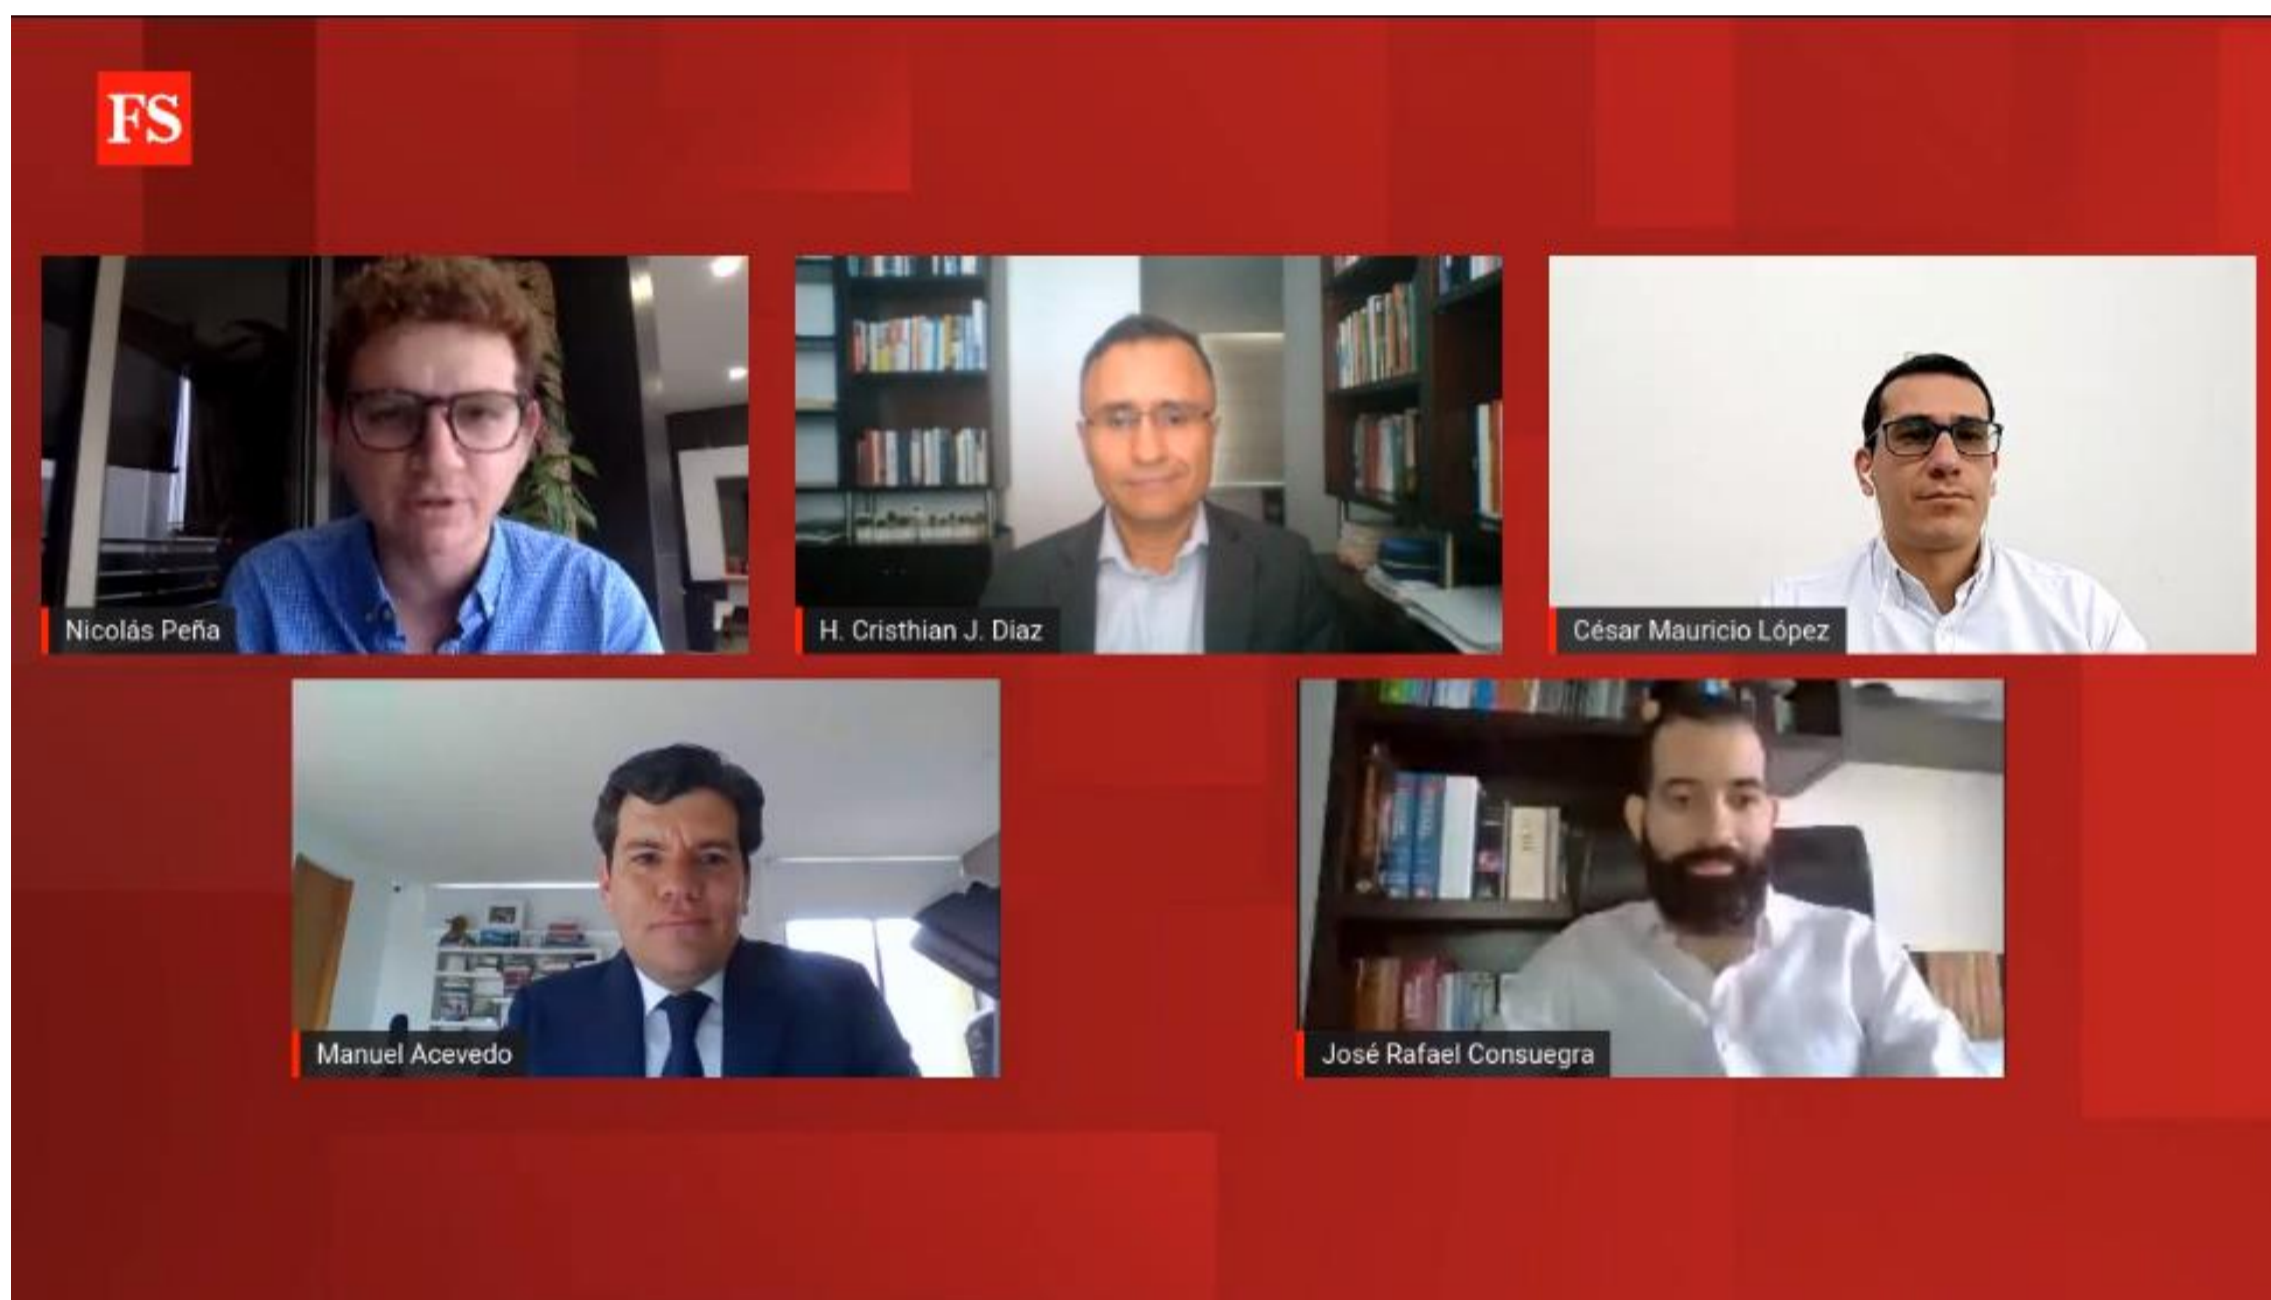 FS
Nicolás Peña
H. Cristhian J. Diaz
César Mauricio López
Manuel Acevedo
José Rafael Consuegra